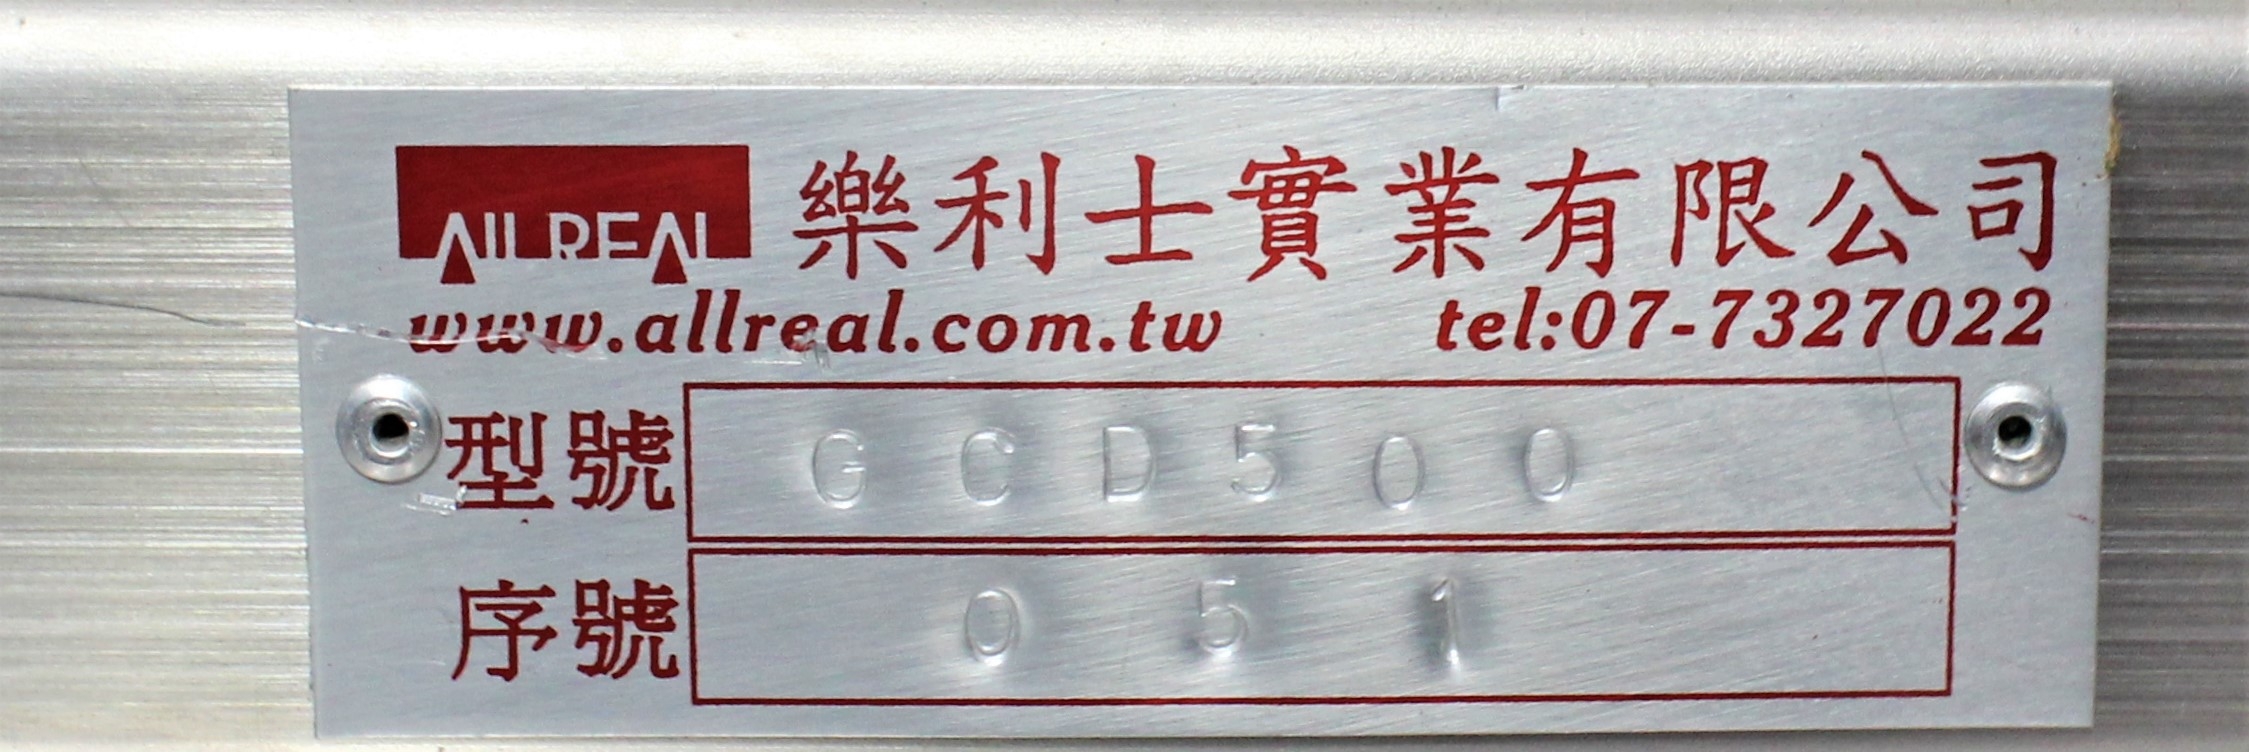 ALLREAL 樂利士實業有限公司
www.allreal.com.tw tel:07-7327022
型號 GCD500
序號 051